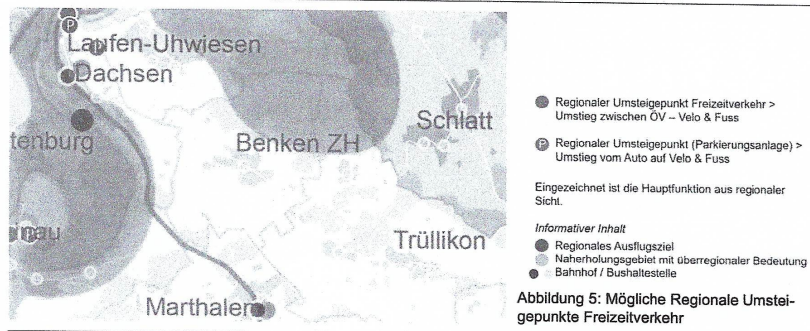 P
Laufen-Uhwiesen
Dachsen
tenburg
Benken ZH
Schlatt
Trüllikon
nau
Marthalen
Regionaler Umsteigepunkt Freizeitverkehr >
Umstieg zwischen ÖV – Velo & Fuss
P Regionaler Umsteigepunkt (Parkierungsanlage) >
Umstieg vom Auto auf Velo & Fuss
Eingezeichnet ist die Hauptfunktion aus regionaler
Sicht.
Informativer Inhalt
Regionales Ausflugsziel
Naherholungsgebiet mit überregionaler Bedeutung
Bahnhof / Bushaltestelle
Abbildung 5: Mögliche Regionale Umstei-
gepunkte Freizeitverkehr